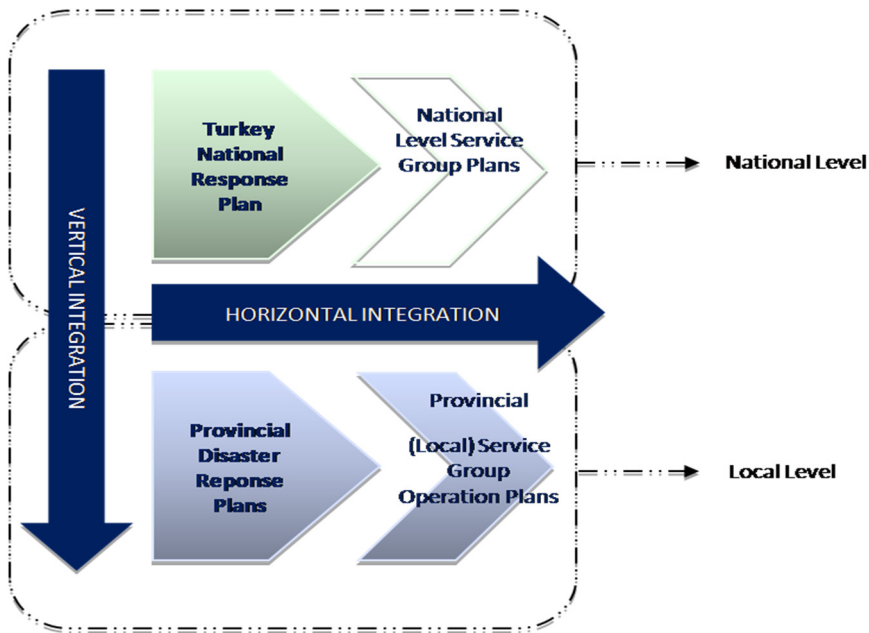 Turkey
National
Response
Plan
National
Level Service
Group Plans
National Level
VERTICAL INTEGRATION
HORIZONTAL INTEGRATION
Provincial
Disaster
Reponse
Plans
Provincial
(Local) Service
Group
Operation Plans
Local Level